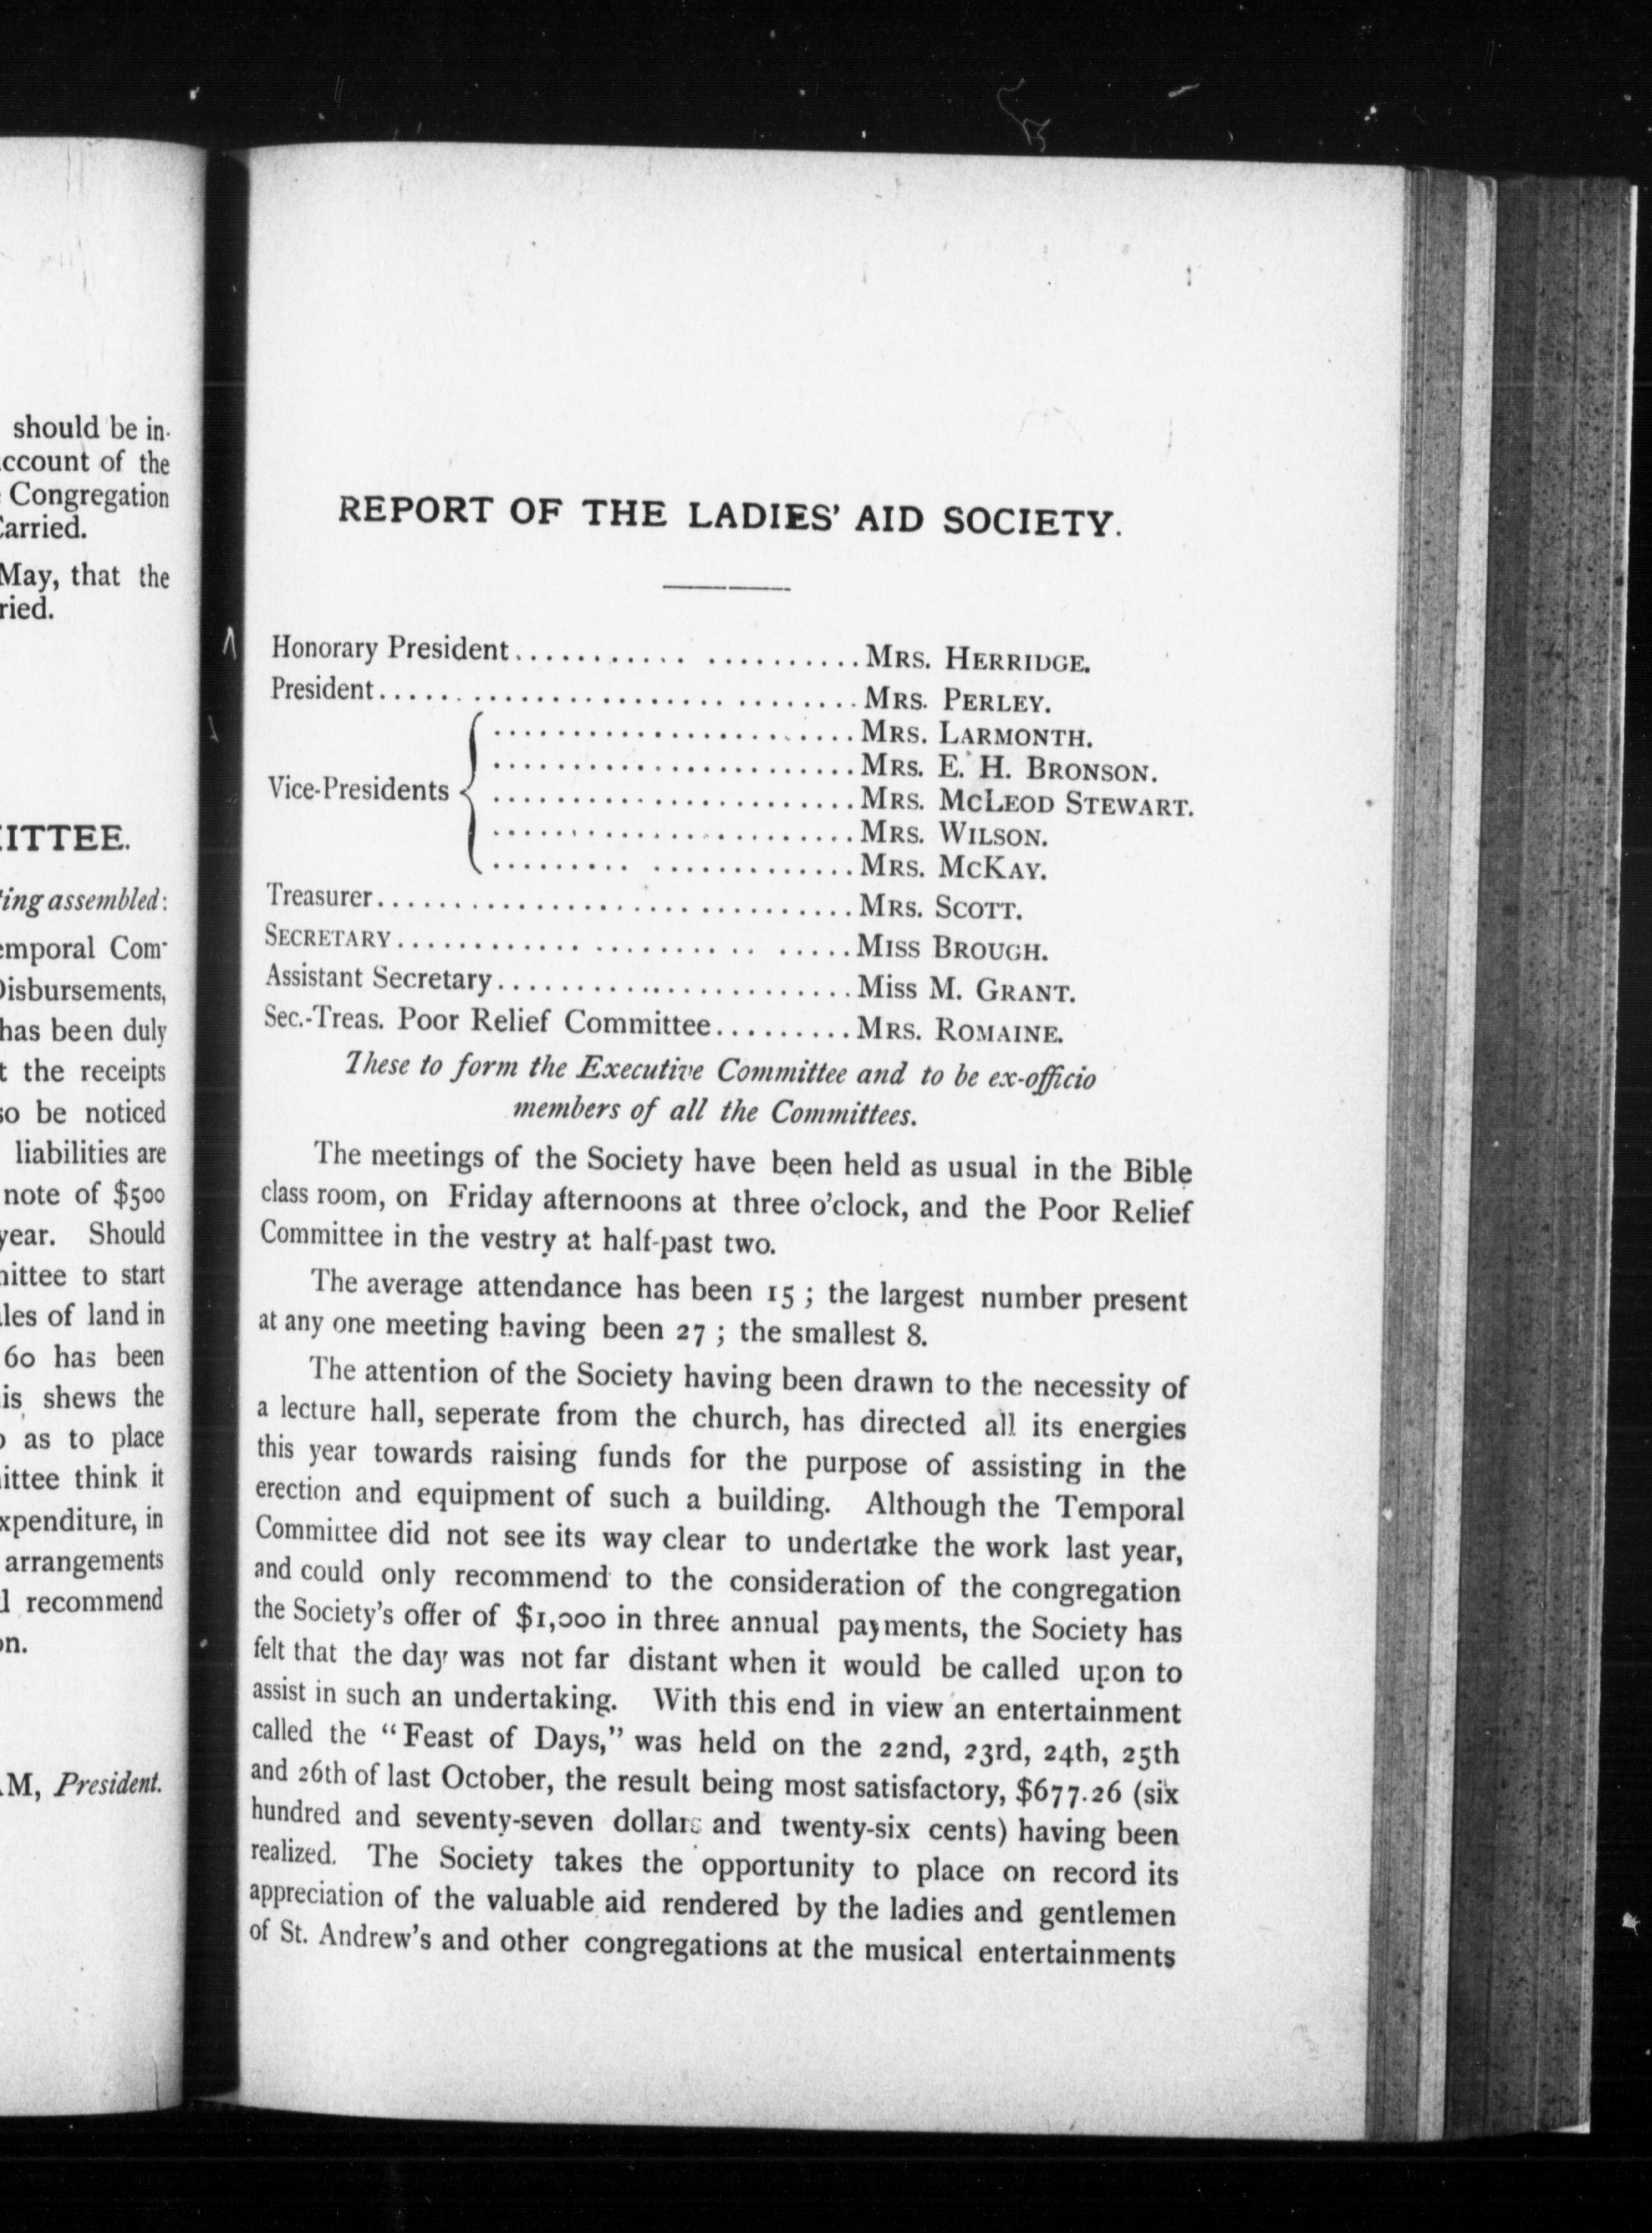 should be in-
account of the
Congregation
Carried.
May, that the
ITTEE.
assembled:
Temporal Com-
Disbursements,
has been duly
the receipts
so be noticed
liabilities are
note of $500
year. Should
to start
of land in
60 has been
shews the
as to place
think it
in
arrangements
recommend
President.
REPORT OF THE LADIES' AID SOCIETY.
Honorary President.......... .......... MRS. HERRIDGE.
President.............................. MRS. PERLEY.
....................... MRS. LARMONTH.
....................... MRS. E. H. BRONSON.
Vice-Presidents { ....................... MRS. MCLEOD STEWART.
....................... MRS. WILSON.
......... ............. MRS. MCKAY.
Treasurer.............................. MRS. SCOTT.
SECRETARY............ .......... .. ..... MISS BROUGH.
Assistant Secretary....................... Miss M. GRANT.
Sec.-Treas. Poor Relief Committee......... MRS. ROMAINE.
These to form the Executive Committee and to be ex-officio
members of all the Committees.
The meetings of the Society have been held as usual in the Bible
class room, on Friday afternoons at three o'clock, and the Poor Relief
Committee in the vestry at half-past two.
The average attendance has been 15 ; the largest number present
at any one meeting having been 27 ; the smallest 8.
The attention of the Society having been drawn to the necessity of
a lecture hall, seperate from the church, has directed all its energies
this year towards raising funds for the purpose of assisting in the
erection and equipment of such a building. Although the Temporal
Committee did not see its way clear to undertake the work last year,
and could only recommend to the consideration of the congregation
the Society's offer of $1,000 in three annual payments, the Society has
felt that the day was not far distant when it would be called upon to
assist in such an undertaking. With this end in view an entertainment
called the "Feast of Days," was held on the 22nd, 23rd, 24th, 25th
and 26th of last October, the result being most satisfactory, $677.26 (six
hundred and seventy-seven dollars and twenty-six cents) having been
realized. The Society takes the opportunity to place on record its
appreciation of the valuable aid rendered by the ladies and gentlemen
of St. Andrew's and other congregations at the musical entertainments